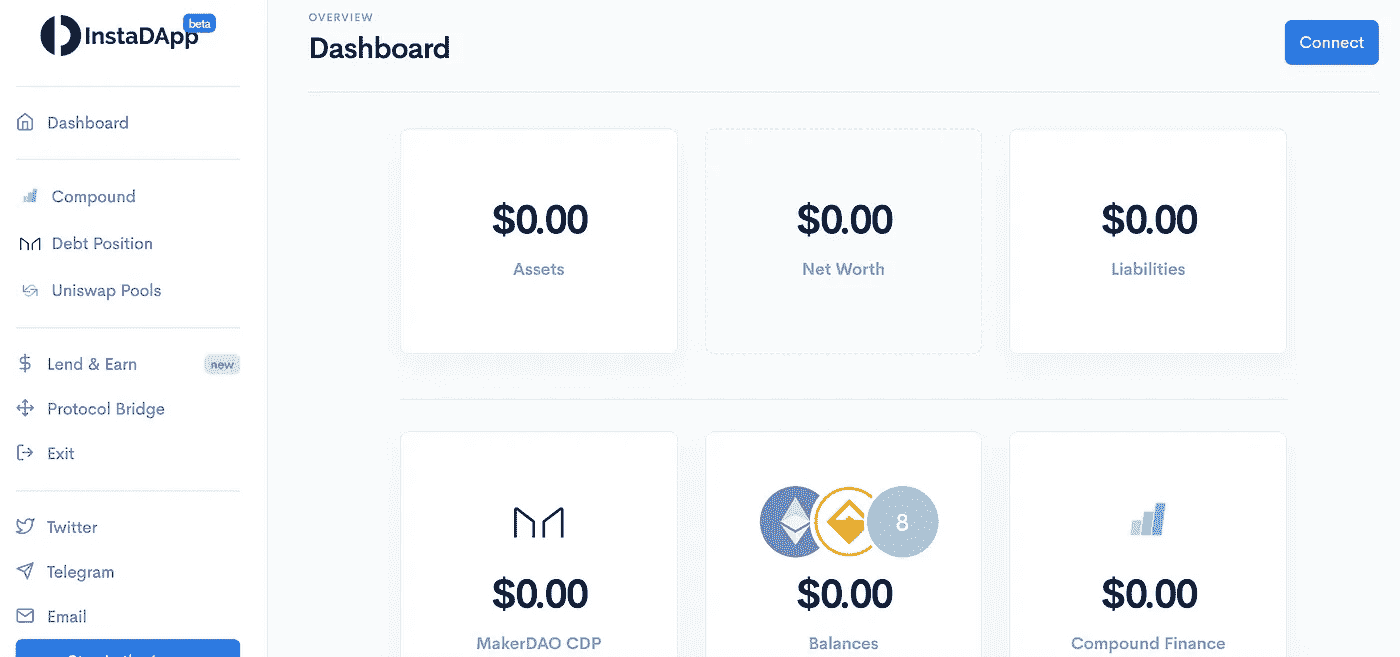 InstaDApp
beta
Dashboard
Compound
Debt Position
Uniswap Pools
Lend & Earn
new
Protocol Bridge
Exit
Twitter
Telegram
Email
OVERVIEW
Dashboard
Connect
$0.00
Assets
$0.00
Net Worth
$0.00
Liabilities
$0.00
MakerDAO CDP
8
$0.00
Balances
$0.00
Compound Finance